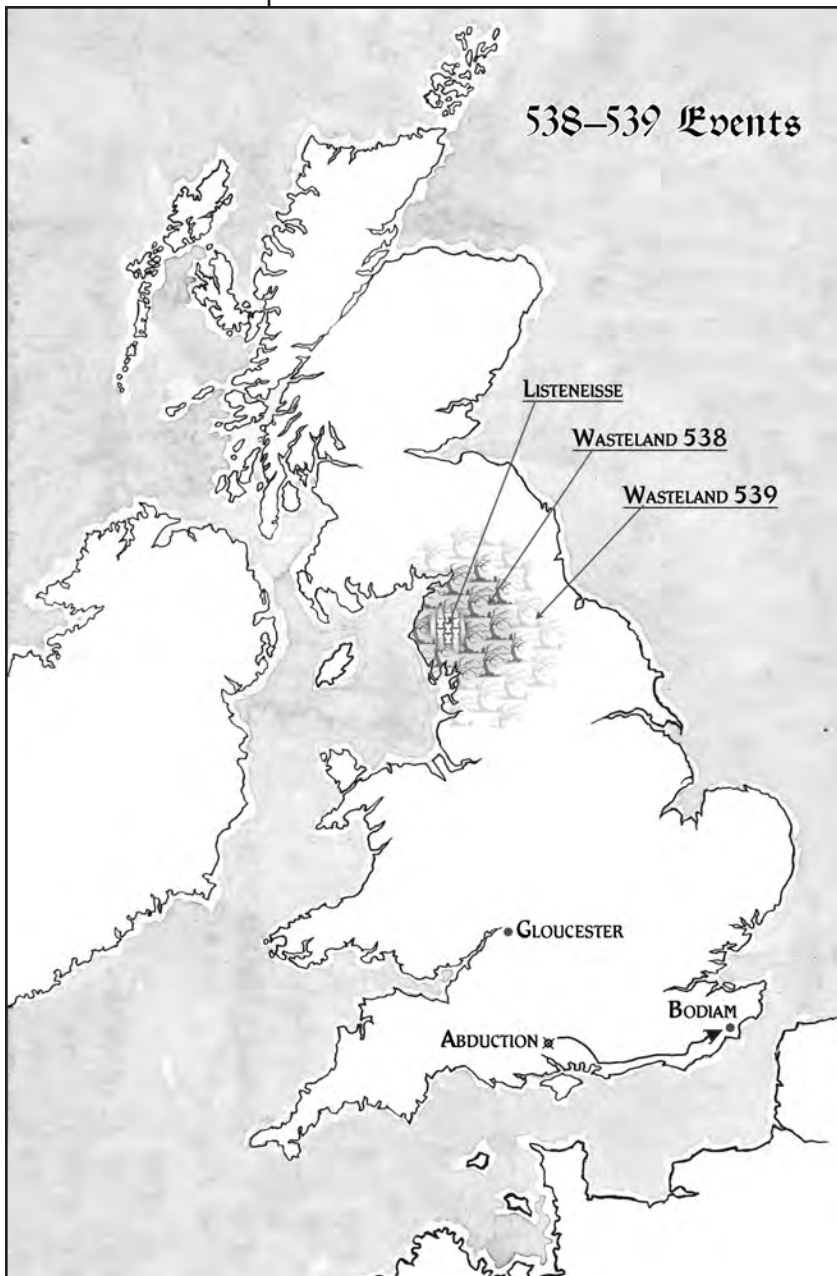 538–539 Events
LISTENEISSE
WASTELAND 538
WASTELAND 539
GLOUCESTER
BODIAM
ABDUCTION